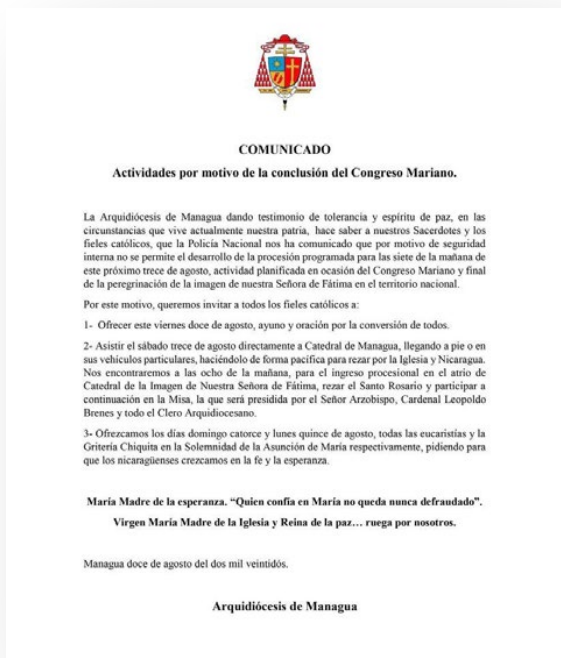 COMUNICADO
Actividades por motivo de la conclusión del Congreso Mariano.
La Arquidiócesis de Managua dando testimonio de tolerancia y espíritu de paz, en las
circunstancias que vive actualmente nuestra patria, hace saber a nuestros Sacerdotes y los
fieles católicos, que la Policía Nacional nos ha comunicado que por motivo de seguridad
interna no se permite el desarrollo de la procesión programada para las siete de la mañana de
este próximo trece de agosto, actividad planificada en ocasión del Congreso Mariano y final
de la peregrinación de la imagen de nuestra Señora de Fátima en el territorio nacional.
Por este motivo, queremos invitar a todos los fieles católicos a:
1- Ofrecer este viernes doce de agosto, ayuno y oración por la conversión de todos.
2- Asistir el sábado trece de agosto directamente a Catedral de Managua, llegando a pie o en
sus vehículos particulares, haciéndolo de forma pacífica para rezar por la Iglesia y Nicaragua.
Nos encontraremos a las ocho de la mañana, para el ingreso procesional en el atrio de
Catedral de la Imagen de Nuestra Señora de Fátima, rezar el Santo Rosario y participar a
continuación en la Misa, la que será presidida por el Señor Arzobispo, Cardenal Leopoldo
Brenes y todo el Clero Arquidiocesano.
3- Ofrezcamos los días domingo catorce y lunes quince de agosto, todas las eucaristías y la
Gritería Chiquita en la Solemnidad de la Asunción de María respectivamente, pidiendo para
que los nicaragüenses crezcamos en la fe y la esperanza.
María Madre de la esperanza. “Quien confía en María no queda nunca defraudado”.
Virgen María Madre de la Iglesia y Reina de la paz… ruega por nosotros.
Managua doce de agosto del dos mil veintidós.
Arquidiócesis de Managua